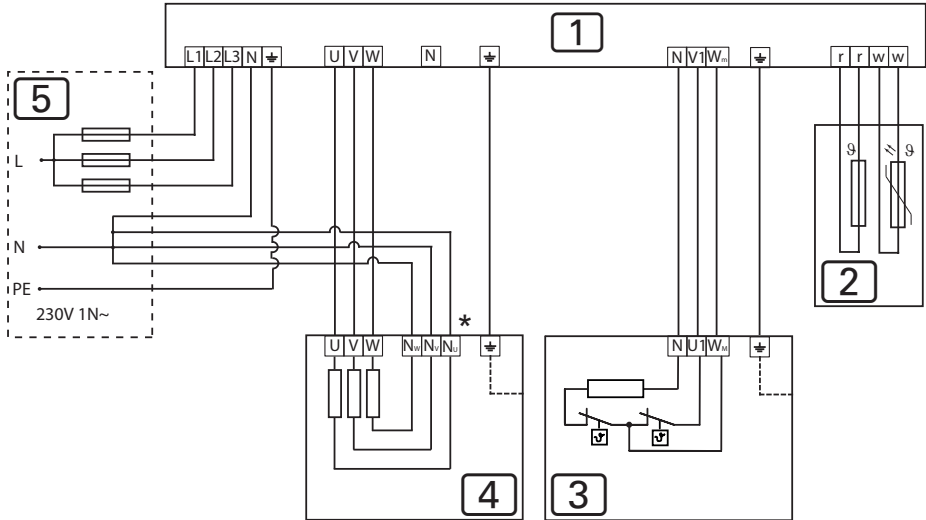 1
L1 L2 L3 N ⏚ U V W N ⏚ N V1 Wm ⏚ r r w w
5
L
ϑ ϑ
N
2
PE
230V 1N~
*
U V W NW NV NU ⏚ N U1 WM ⏚
ϑ ϑ
4 3